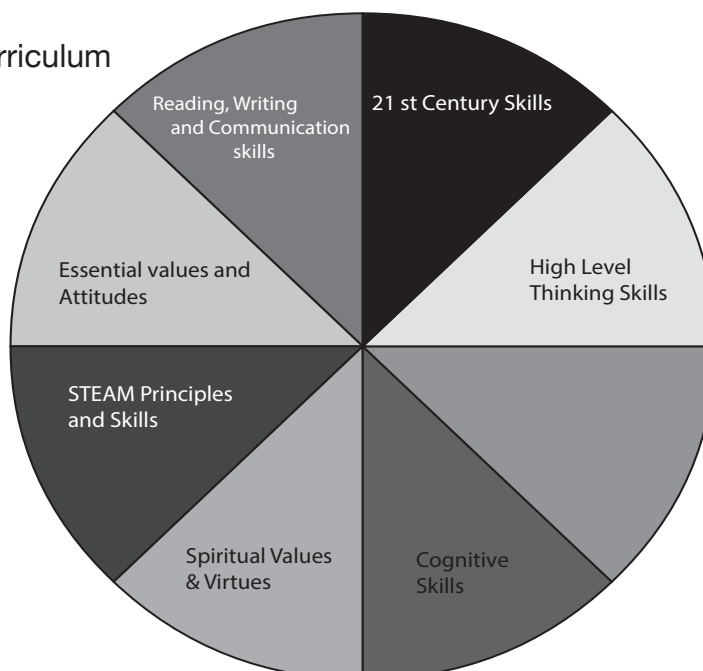 Reading, Writing
and Communication
skills
21 st Century Skills
Essential values and
Attitudes
High Level
Thinking Skills
STEAM Principles
and Skills
Spiritual Values
& Virtues
Cognitive
Skills